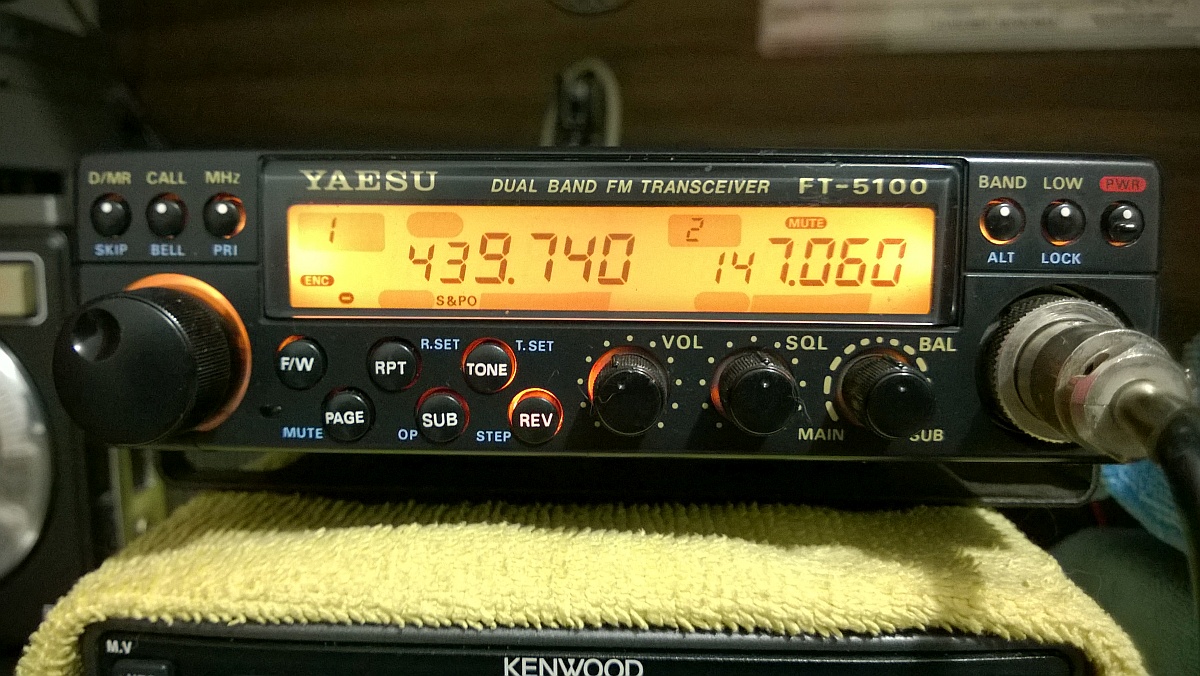 D/MR CALL MHz
SKIP BELL PRI
YAESU DUAL BAND FM TRANSCEIVER FT-5100
1 439.740 2 MUTE 147.060
ENC
- S&PO
BAND LOW PWR
ALT LOCK
F/W RPT R.SET TONE T.SET
MUTE PAGE OP SUB STEP REV
VOL SQL BAL
MAIN SUB
M.V
KENWOOD